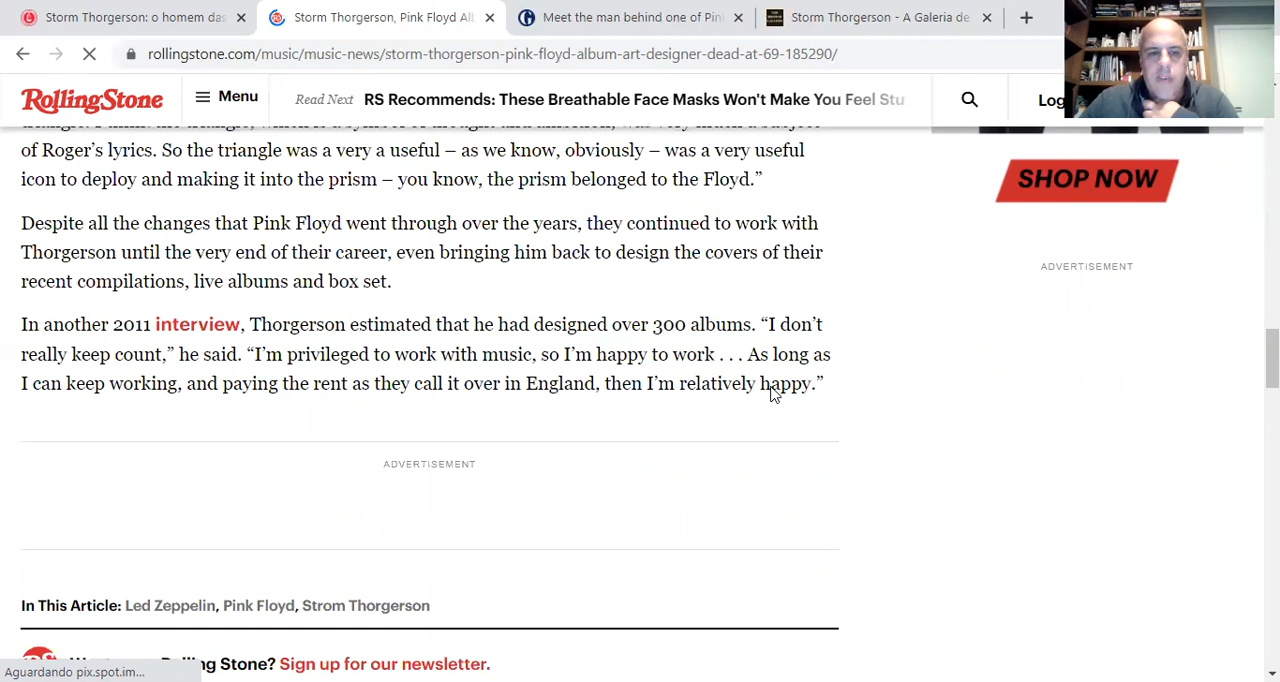 Storm Thorgerson: o homem das
Storm Thorgerson, Pink Floyd Al
Meet the man behind one of Pin
Storm Thorgerson - A Galeria de
rollingstone.com/music/music-news/storm-thorgerson-pink-floyd-album-art-designer-dead-at-69-185290/
RollingStone
Menu
Read Next
RS Recommends: These Breathable Face Masks Won't Make You Feel Stu
Log
of Roger's lyrics. So the triangle was a very a useful – as we know, obviously – was a very useful
icon to deploy and making it into the prism – you know, the prism belonged to the Floyd.”
SHOP NOW
Despite all the changes that Pink Floyd went through over the years, they continued to work with
Thorgerson until the very end of their career, even bringing him back to design the covers of their
recent compilations, live albums and box set.
ADVERTISEMENT
In another 2011 interview, Thorgerson estimated that he had designed over 300 albums. “I don’t
really keep count,” he said. “I’m privileged to work with music, so I’m happy to work . . . As long as
I can keep working, and paying the rent as they call it over in England, then I’m relatively happy.”
ADVERTISEMENT
In This Article: Led Zeppelin, Pink Floyd, Strom Thorgerson
Rolling Stone? Sign up for our newsletter.
Aguardando pix.spot.im...